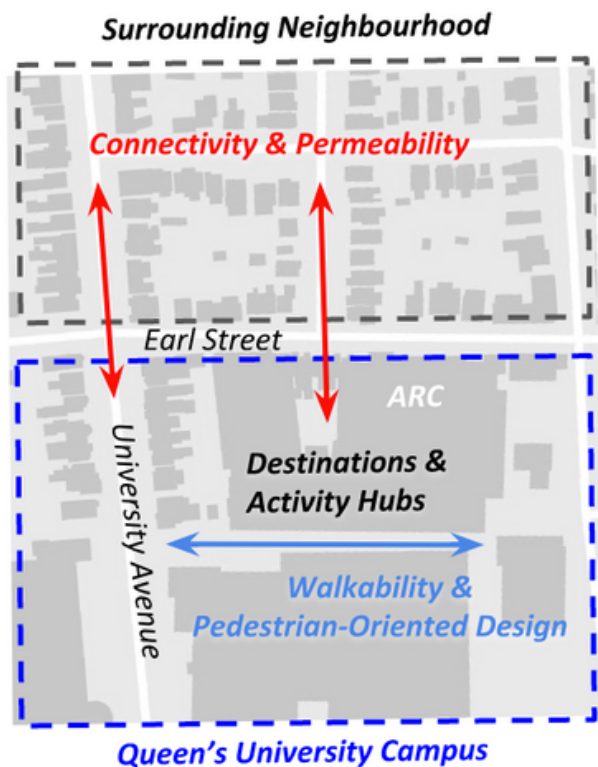 Surrounding Neighbourhood
Connectivity & Permeability
Earl Street
ARC
Destinations &
Activity Hubs
University Avenue
Walkability &
Pedestrian-Oriented Design
Queen's University Campus